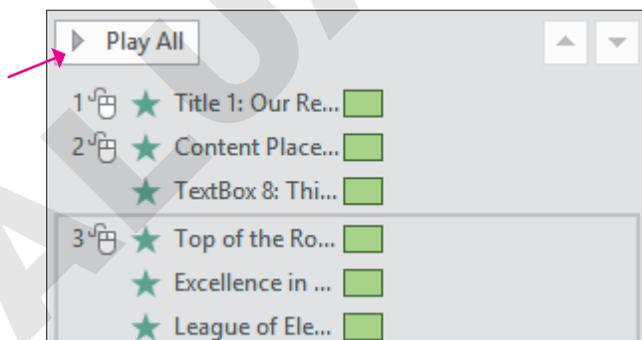 Play All
1 Title 1: Our Re...
2 Content Place...
TextBox 8: Thi...
3 Top of the Ro...
Excellence in ...
League of Ele...